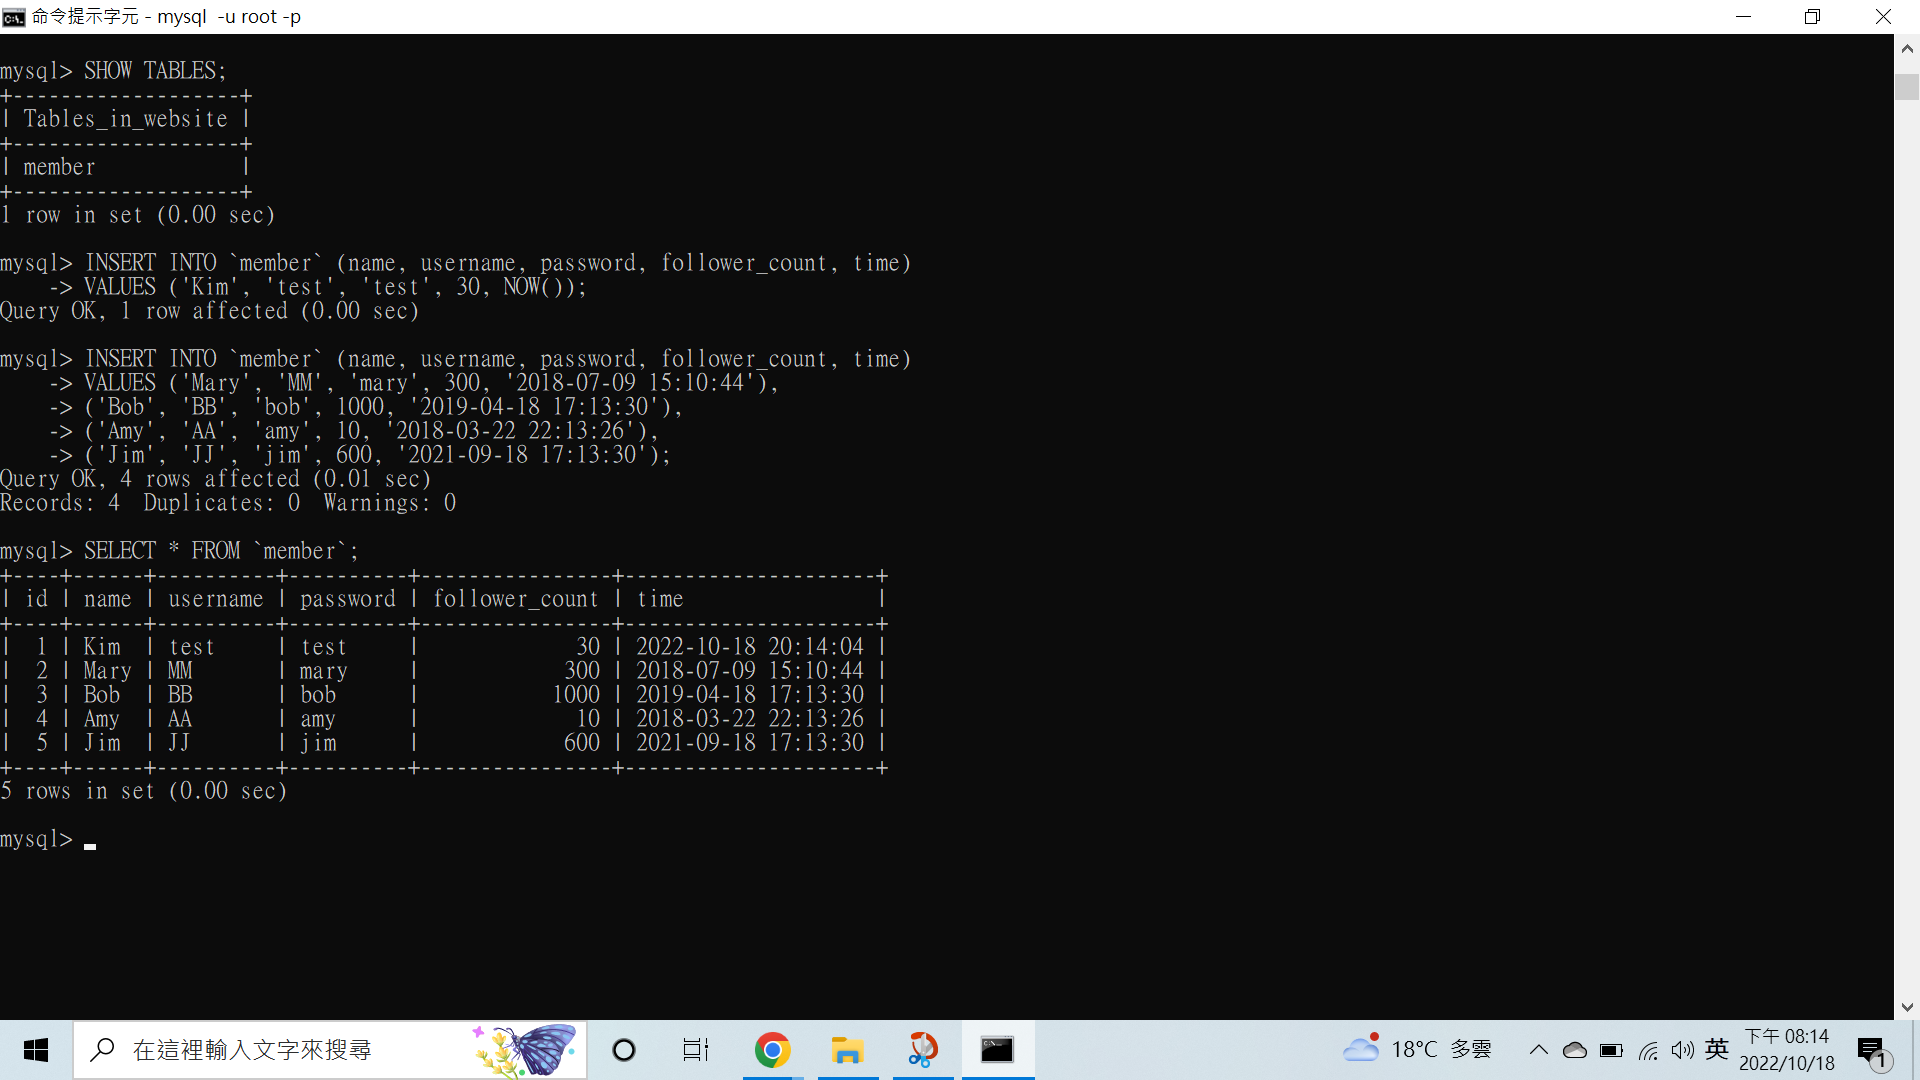 命令提示字元 - mysql  -u root -p
mysql> SHOW TABLES;
+-------------------+
| Tables_in_website |
+-------------------+
| member            |
+-------------------+
1 row in set (0.00 sec)
mysql> INSERT INTO `member` (name, username, password, follower_count, time)
    -> VALUES ('Kim', 'test', 'test', 30, NOW());
Query OK, 1 row affected (0.00 sec)
mysql> INSERT INTO `member` (name, username, password, follower_count, time)
    -> VALUES ('Mary', 'MM', 'mary', 300, '2018-07-09 15:10:44'),
    -> ('Bob', 'BB', 'bob', 1000, '2019-04-18 17:13:30'),
    -> ('Amy', 'AA', 'amy', 10, '2018-03-22 22:13:26'),
    -> ('Jim', 'JJ', 'jim', 600, '2021-09-18 17:13:30');
Query OK, 4 rows affected (0.01 sec)
Records: 4  Duplicates: 0  Warnings: 0
mysql> SELECT * FROM `member`;
+----+------+----------+----------+----------------+---------------------+
| id | name | username | password | follower_count | time                |
+----+------+----------+----------+----------------+---------------------+
|  1 | Kim  | test     | test     |             30 | 2022-10-18 20:14:04 |
|  2 | Mary | MM       | mary     |            300 | 2018-07-09 15:10:44 |
|  3 | Bob  | BB       | bob      |           1000 | 2019-04-18 17:13:30 |
|  4 | Amy  | AA       | amy      |             10 | 2018-03-22 22:13:26 |
|  5 | Jim  | JJ       | jim      |            600 | 2021-09-18 17:13:30 |
+----+------+----------+----------+----------------+---------------------+
5 rows in set (0.00 sec)
mysql>
在這裡輸入文字來搜尋
18°C 多雲
英
下午 08:14
2022/10/18
1